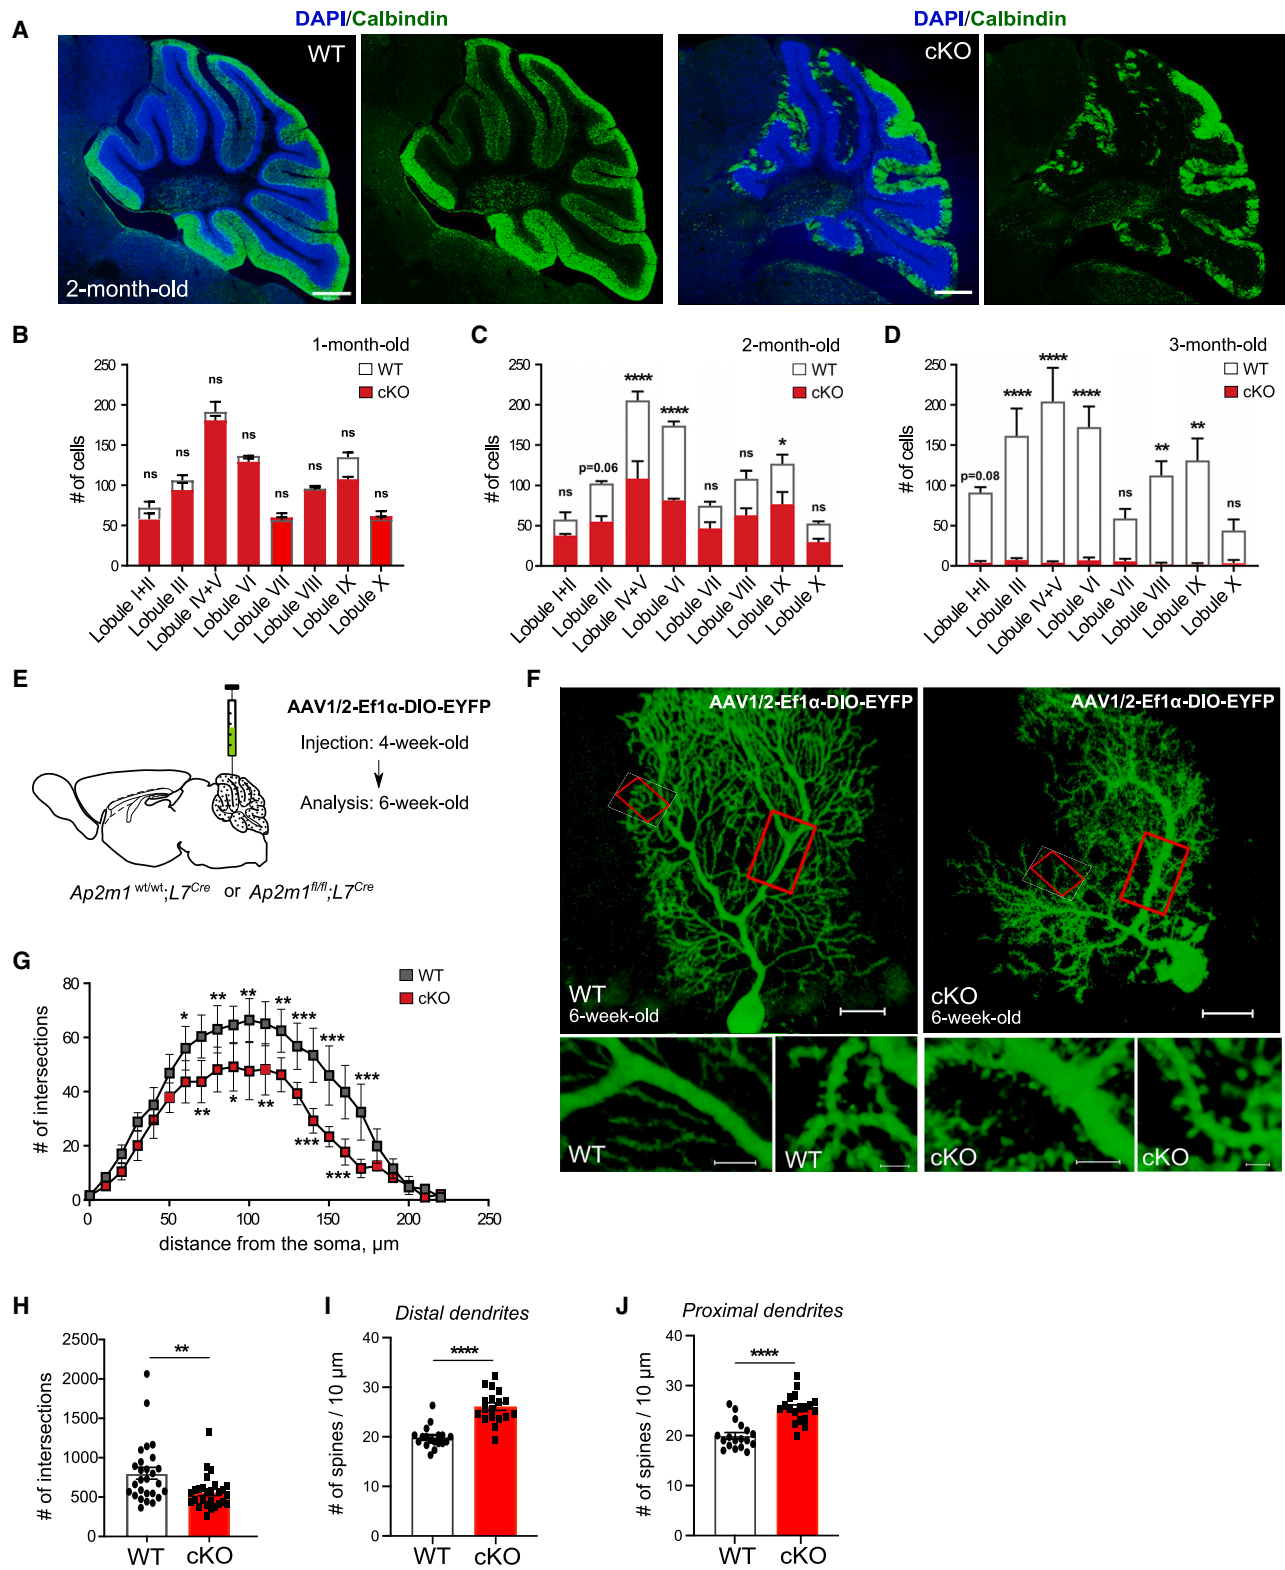 A
DAPI/Calbindin
DAPI/Calbindin
WT
cKO
2-month-old
B
1-month-old
WT
cKO
# of cells
250
200
150
100
50
0
ns
ns
ns
ns
ns
ns
ns
ns
Lobule I+II
Lobule III
Lobule IV+V
Lobule VI
Lobule VII
Lobule VIII
Lobule IX
Lobule X
C
2-month-old
WT
cKO
# of cells
250
200
150
100
50
0
ns
p=0.06
****
****
ns
ns
*
ns
Lobule I+II
Lobule III
Lobule IV+V
Lobule VI
Lobule VII
Lobule VIII
Lobule IX
Lobule X
D
3-month-old
WT
cKO
# of cells
250
200
150
100
50
0
p=0.08
****
****
****
ns
**
**
ns
Lobule I+II
Lobule III
Lobule IV+V
Lobule VI
Lobule VII
Lobule VIII
Lobule IX
Lobule X
E
AAV1/2-Ef1α-DIO-EYFP
Injection: 4-week-old
Analysis: 6-week-old
Ap2m1wt/wt;L7Cre or Ap2m1fl/fl;L7Cre
F
AAV1/2-Ef1α-DIO-EYFP
WT
6-week-old
AAV1/2-Ef1α-DIO-EYFP
cKO
6-week-old
WT
WT
cKO
cKO
G
WT
cKO
# of intersections
80
60
40
20
0
* ** ** ** *** *** ***
** * ** *** ***
0 50 100 150 200 250
distance from the soma, µm
H
# of intersections
2500
2000
1500
1000
500
0
**
WT cKO
I
Distal dendrites
# of spines / 10 µm
40
30
20
10
0
****
WT cKO
J
Proximal dendrites
# of spines / 10 µm
40
30
20
10
0
****
WT cKO